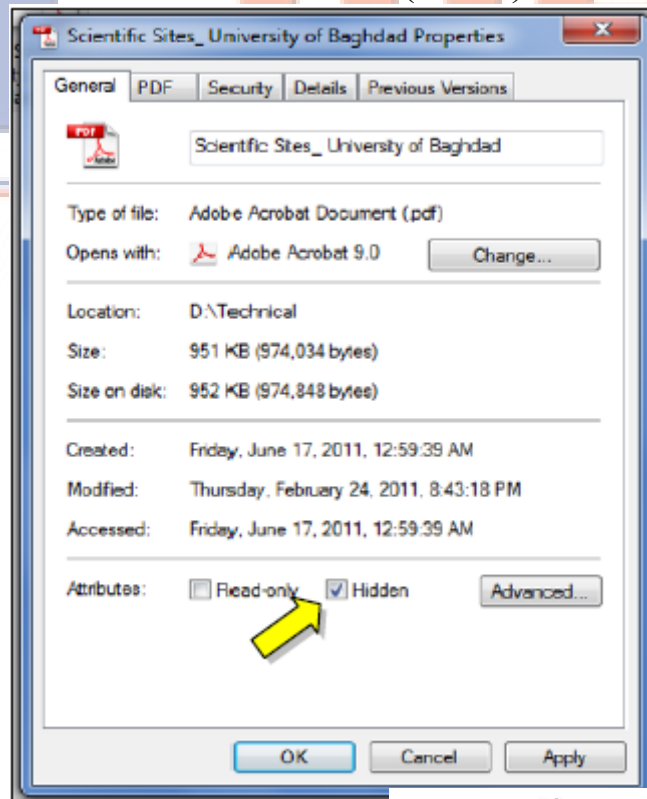 Scientific Sites_ University of Baghdad Properties
General PDF Security Details Previous Versions
PDF
Adobe
Scientific Sites_ University of Baghdad
Type of file: Adobe Acrobat Document (.pdf)
Opens with: Adobe Acrobat 9.0 Change...
Location: D:\Technical
Size: 951 KB (974,034 bytes)
Size on disk: 952 KB (974,848 bytes)
Created: Friday, June 17, 2011, 12:59:39 AM
Modified: Thursday, February 24, 2011, 8:43:18 PM
Accessed: Friday, June 17, 2011, 12:59:39 AM
Attributes: Read-only Hidden Advanced...
OK Cancel Apply